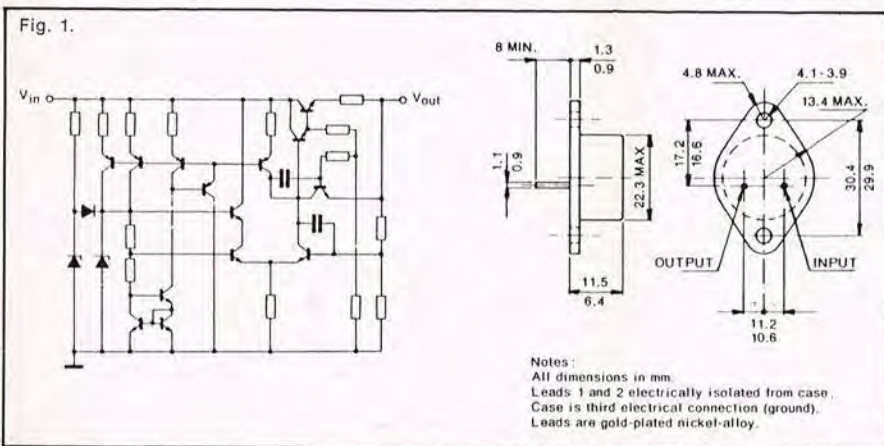 Fig. 1.
Vin
Vout
8 MIN.
1.3
0.9
1.1
0.9
22.3 MAX
11.5
6.4
4.8 MAX.
4.1-3.9
13.4 MAX.
17.2
16.6
30.4
29.9
OUTPUT
INPUT
11.2
10.6
Notes:
All dimensions in mm.
Leads 1 and 2 electrically isolated from case.
Case is third electrical connection (ground).
Leads are gold-plated nickel-alloy.